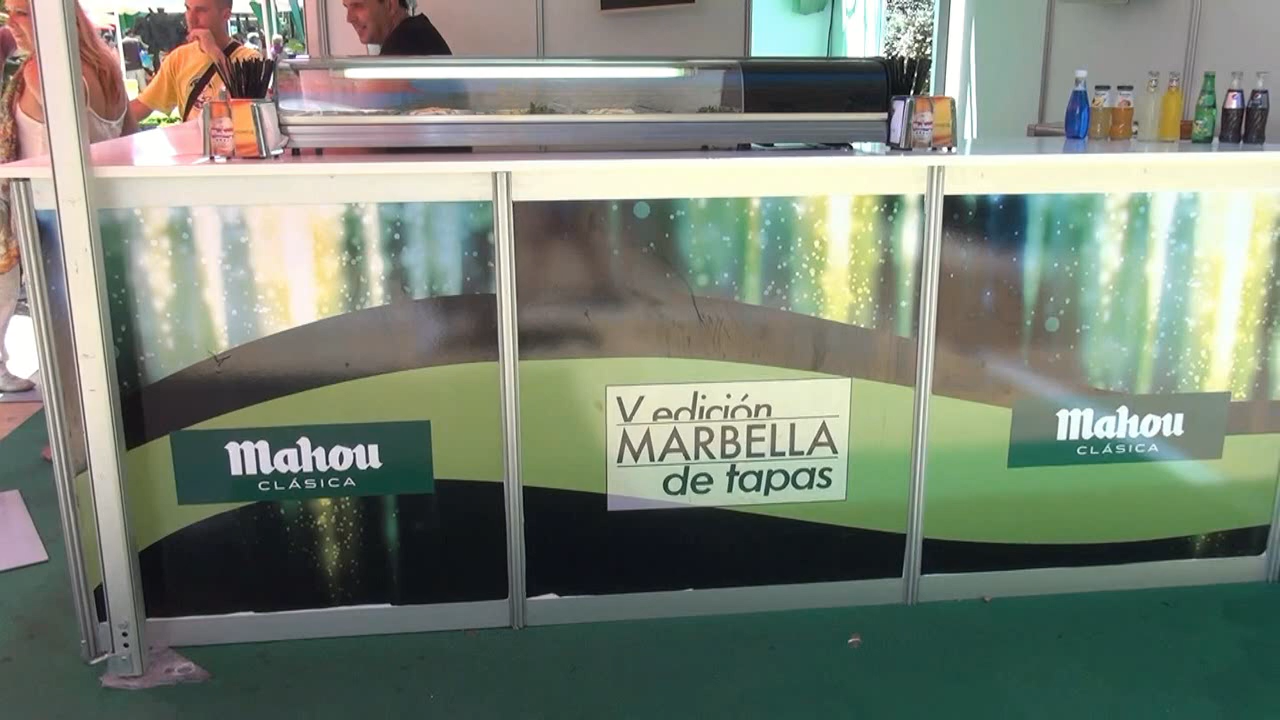 Mahou
CLÁSICA
V edición
MARBELLA
de tapas
Mahou
CLÁSICA